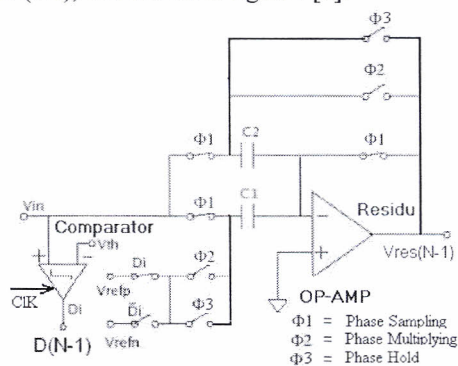 Φ3
Φ2
Φ1
C2
Φ1
Φ1
C1
Vin
Residu
Comparator
Vth
Vres(N-1)
Di
Φ2
Vrefp
ClK
Di
Di
Φ3
OP-AMP
Vrefn
D(N-1)
Φ1 = Phase Sampling
Φ2 = Phase Multiplying
Φ3 = Phase Hold